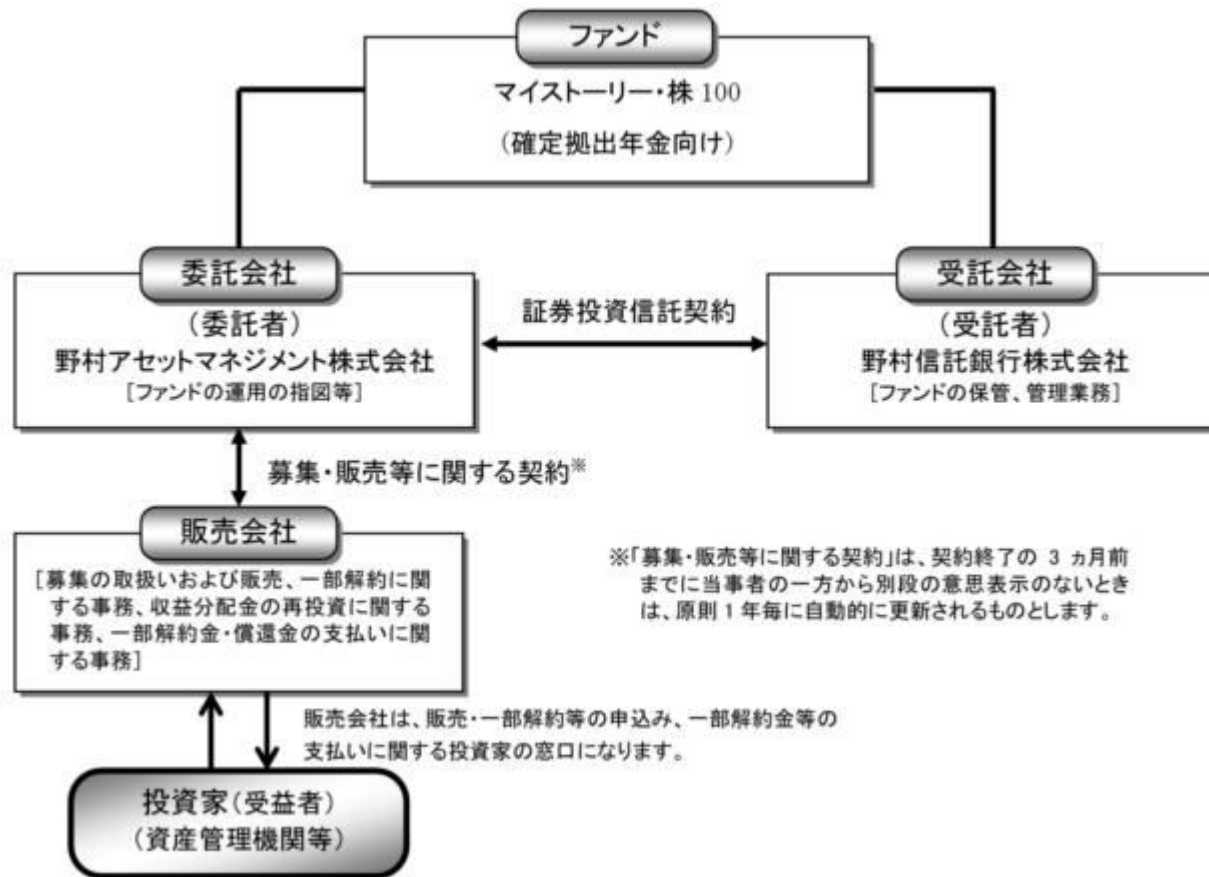 ファンド
マイストーリー・株 100
(確定拠出年金向け)
委託会社
(委託者)
野村アセットマネジメント株式会社
[ファンドの運用の指図等]
証券投資信託契約
受託会社
(受託者)
野村信託銀行株式会社
[ファンドの保管、管理業務]
募集・販売等に関する契約※
販売会社
[募集の取扱いおよび販売、一部解約に関
する事務、収益分配金の再投資に関する
事務、一部解約金・償還金の支払いに関
する事務]
※「募集・販売等に関する契約」は、契約終了の 3 ヵ月前
までに当事者の一方から別段の意思表示のないとき
は、原則 1 年毎に自動的に更新されるものとします。
販売会社は、販売・一部解約等の申込み、一部解約金等の
支払いに関する投資家の窓口になります。
投資家(受益者)
(資産管理機関等)